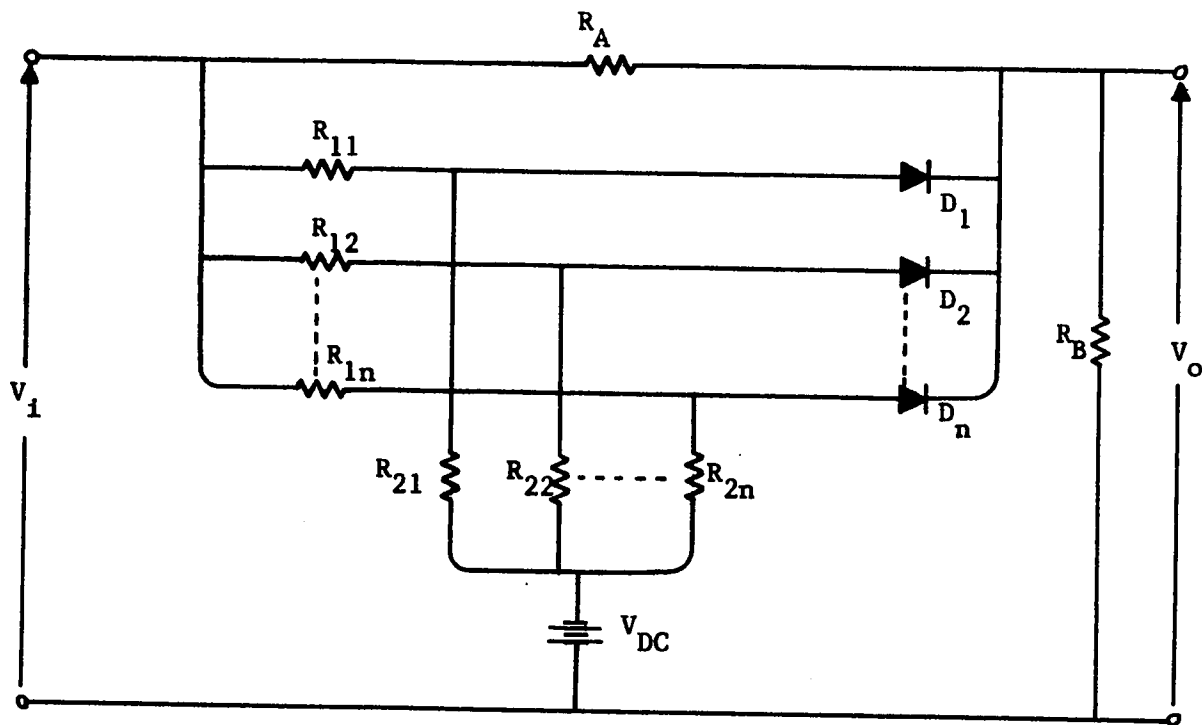 R_A
R_11
D_1
R_12
D_2
R_1n
D_n
R_B
V_i
V_o
R_21
R_22
R_2n
V_DC